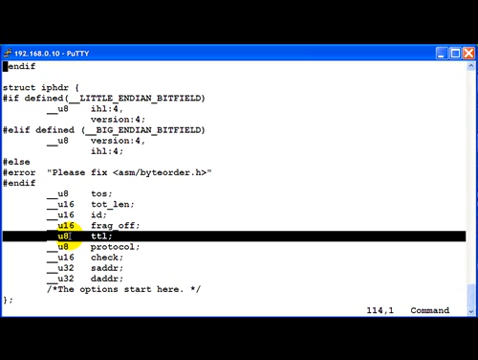 192.168.0.10 - PuTTY
endif
struct iphdr {
#if defined(__LITTLE_ENDIAN_BITFIELD)
__u8 ihl:4,
version:4;
#elif defined (__BIG_ENDIAN_BITFIELD)
__u8 version:4,
ihl:4;
#else
#error "Please fix <asm/byteorder.h>"
#endif
__u8 tos;
__u16 tot_len;
__u16 id;
__u16 frag_off;
__u8 ttl;
__u8 protocol;
__u16 check;
__u32 saddr;
__u32 daddr;
/*The options start here. */
};
114,1 Command